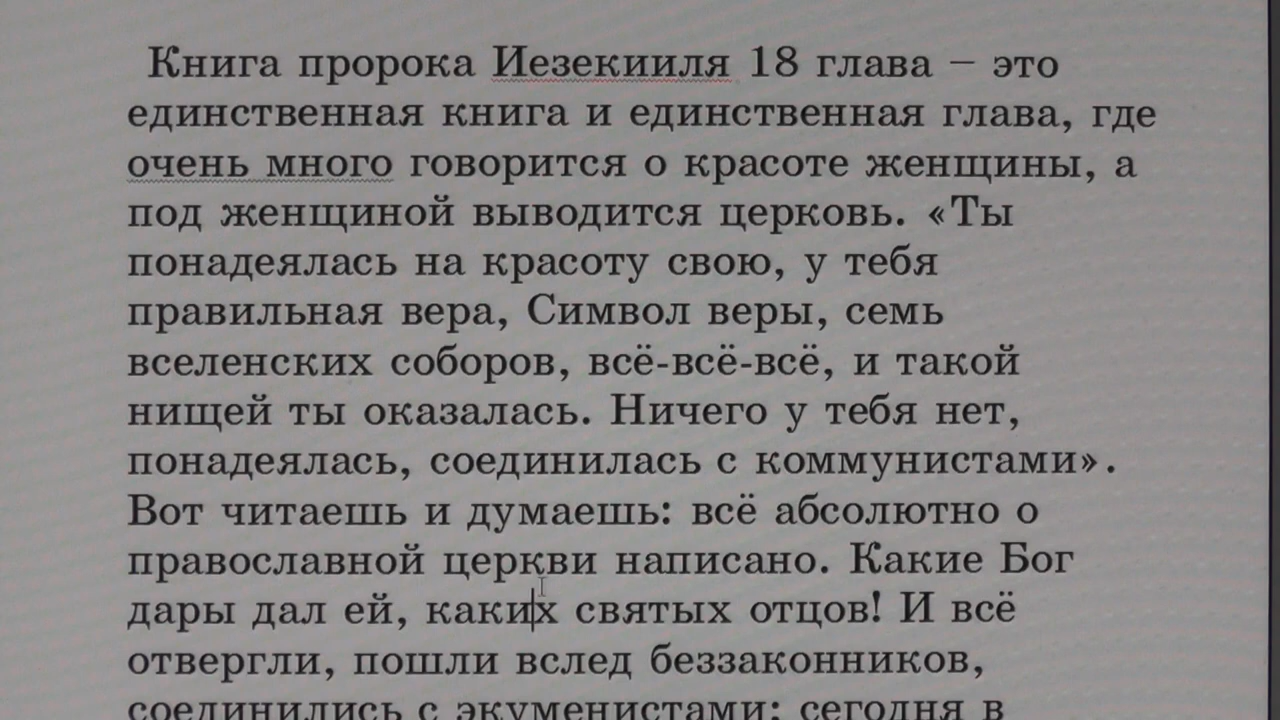 Книга пророка Иезекииля 18 глава – это
единственная книга и единственная глава, где
очень много говорится о красоте женщины, а
под женщиной выводится церковь. «Ты
понадеялась на красоту свою, у тебя
правильная вера, Символ веры, семь
вселенских соборов, всё-всё-всё, и такой
нищей ты оказалась. Ничего у тебя нет,
понадеялась, соединилась с коммунистами».
Вот читаешь и думаешь: всё абсолютно о
православной церкви написано. Какие Бог
дары дал ей, каких святых отцов! И всё
отвергли, пошли вслед беззаконников,
соединились с экуменистами; сегодня в